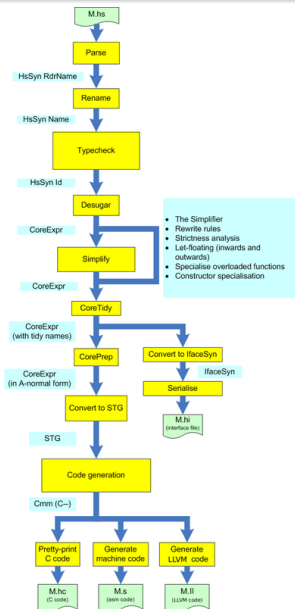 M.hs
Parse
HsSyn RdrName
Rename
HsSyn Name
Typecheck
HsSyn Id
Desugar
CoreExpr
• The Simplifier
• Rewrite rules
• Strictness analysis
• Let-floating (inwards and
outwards)
• Specialise overloaded functions
• Constructor specialisation
Simplify
CoreExpr
CoreTidy
CoreExpr
(with tidy names)
CorePrep
Convert to IfaceSyn
CoreExpr
(in A-normal form)
IfaceSyn
Serialise
Convert to STG
M.hi
(interface file)
STG
Code generation
Cmm (C--)
Pretty-print
C code
Generate
machine code
Generate
LLVM code
M.hc
(C code)
M.s
(asm code)
M.ll
(LLVM code)